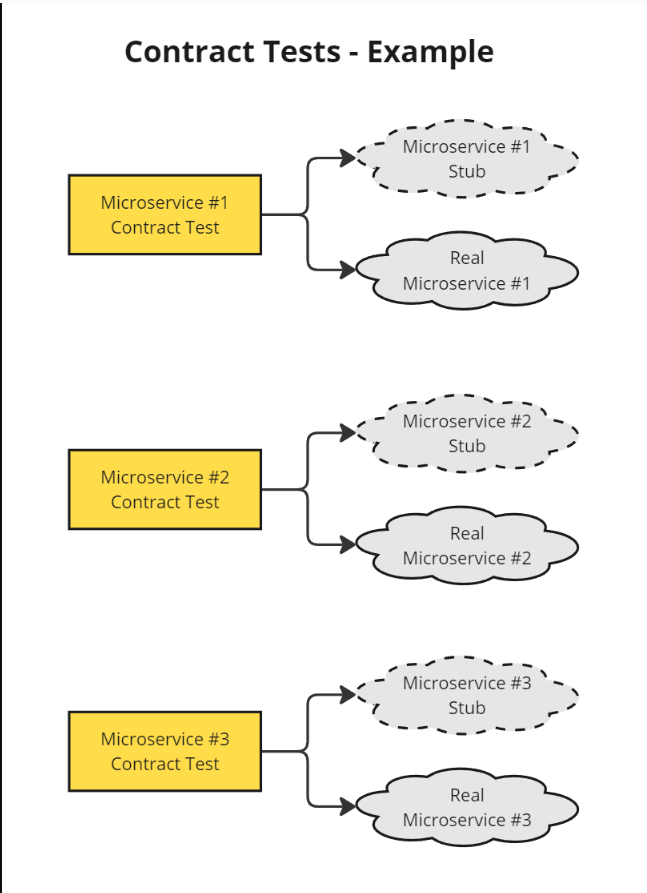 Contract Tests - Example
Microservice #1
Stub
Microservice #1
Contract Test
Real
Microservice #1
Microservice #2
Stub
Microservice #2
Contract Test
Real
Microservice #2
Microservice #3
Stub
Microservice #3
Contract Test
Real
Microservice #3